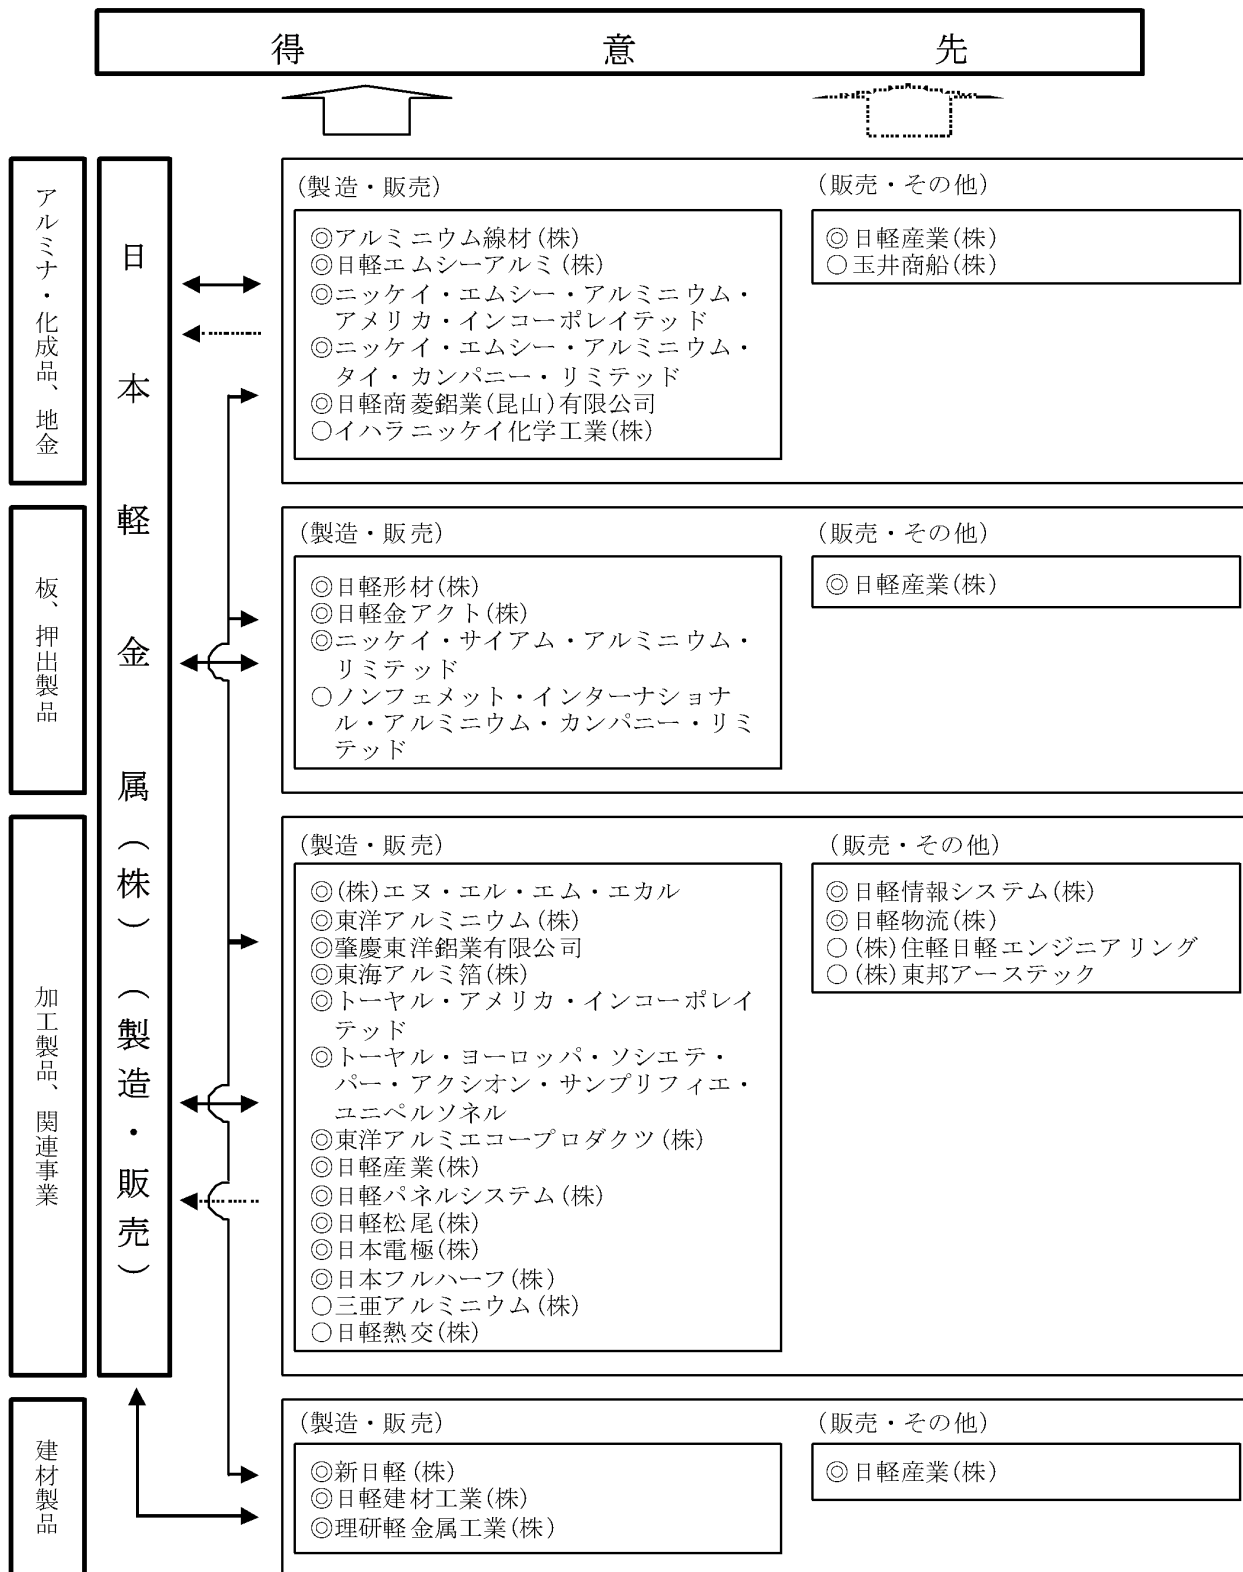 得意先
アルミナ・化成品、地金
日本軽金属（株）（製造・販売）
(製造・販売)
◎アルミニウム線材(株)
◎日軽エムシーアルミ(株)
◎ニッケイ・エムシー・アルミニウム・
アメリカ・インコーポレイテッド
◎ニッケイ・エムシー・アルミニウム・
タイ・カンパニー・リミテッド
◎日軽商菱鋁業(昆山)有限公司
○イハラニッケイ化学工業(株)
(販売・その他)
◎日軽産業(株)
○玉井商船(株)
板、押出製品
(製造・販売)
◎日軽形材(株)
◎日軽金アクト(株)
◎ニッケイ・サイアム・アルミニウム・
リミテッド
○ノンフェメット・インターナショナ
ル・アルミニウム・カンパニー・リミ
テッド
(販売・その他)
◎日軽産業(株)
加工製品、関連事業
(製造・販売)
◎(株)エヌ・エル・エム・エカル
◎東洋アルミニウム(株)
◎肇慶東洋鋁業有限公司
◎東海アルミ箔(株)
◎トーヤル・アメリカ・インコーポレイ
テッド
◎トーヤル・ヨーロッパ・ソシエテ・
パー・アクシオン・サンプリフィエ・
ユニペルソネル
◎東洋アルミエコープロダクツ(株)
◎日軽産業(株)
◎日軽パネルシステム(株)
◎日軽松尾(株)
◎日本電極(株)
◎日本フルハーフ(株)
○三亜アルミニウム(株)
○日軽熱交(株)
(販売・その他)
◎日軽情報システム(株)
◎日軽物流(株)
○(株)住軽日軽エンジニアリング
○(株)東邦アーステック
建材製品
(製造・販売)
◎新日軽(株)
◎日軽建材工業(株)
◎理研軽金属工業(株)
(販売・その他)
◎日軽産業(株)